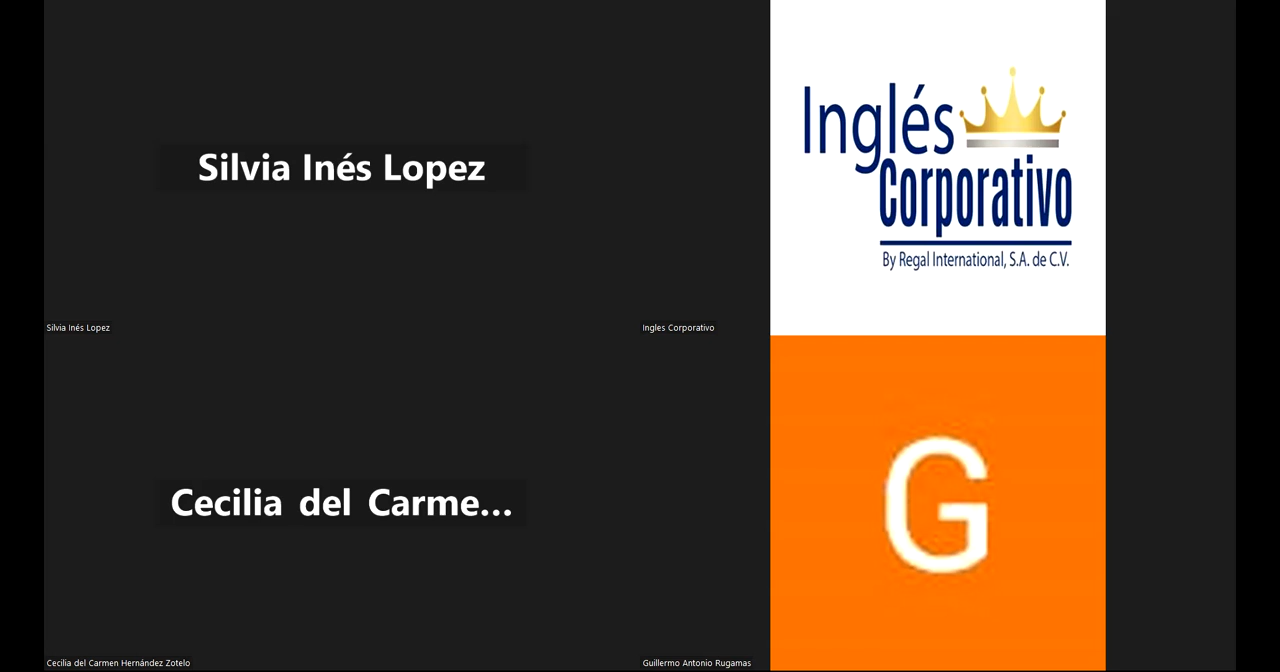 Silvia Inés Lopez
Silvia Inés Lopez
Inglés
Corporativo
By Regal International, S.A. de C.V.
Ingles Corporativo
Cecilia del Carme...
Cecilia del Carmen Hernández Zotelo
G
Guillermo Antonio Rugamas